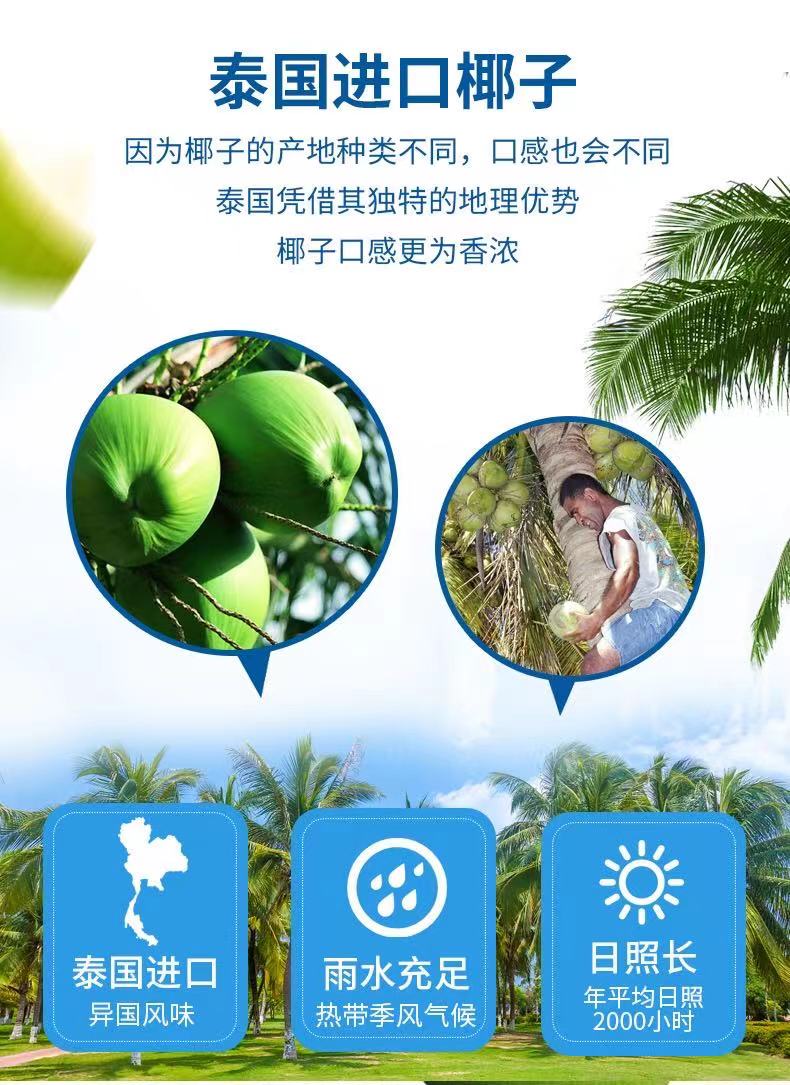 泰国进口椰子
因为椰子的产地种类不同，口感也会不同
泰国凭借其独特的地理优势
椰子口感更为香浓
泰国进口
异国风味
雨水充足
热带季风气候
日照长
年平均日照
2000小时